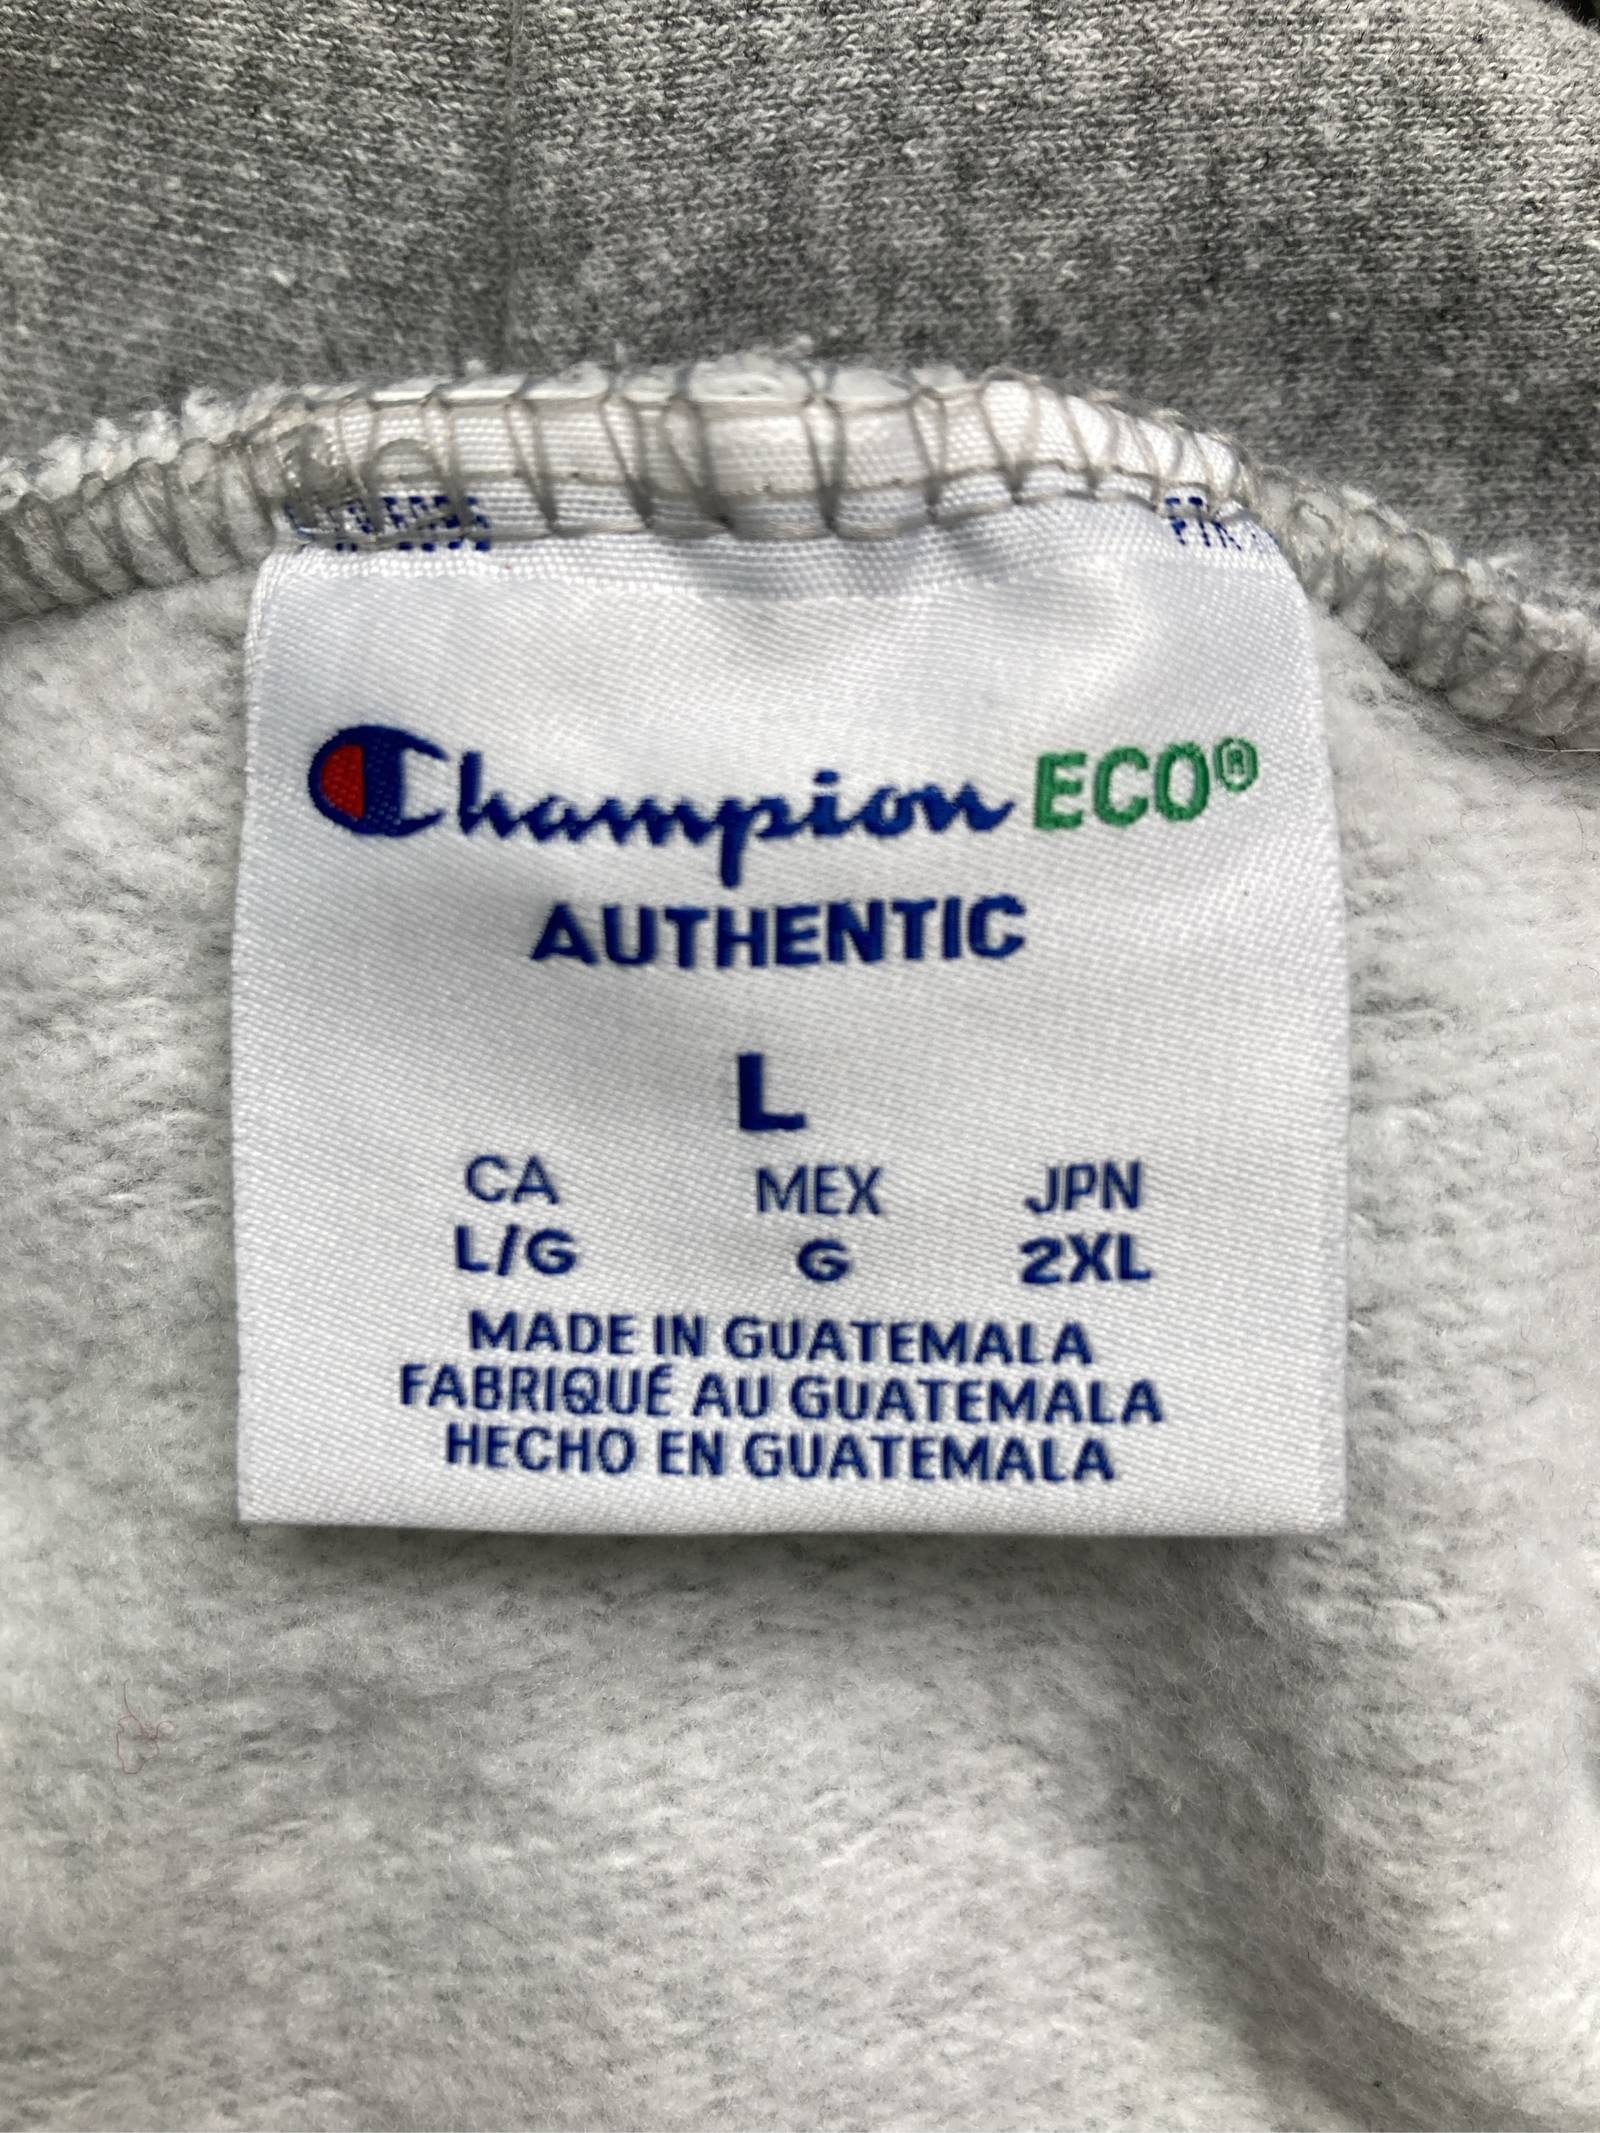 Champion ECO®
AUTHENTIC
L
CA MEX JPN
L/G G 2XL
MADE IN GUATEMALA
FABRIQUÉ AU GUATEMALA
HECHO EN GUATEMALA